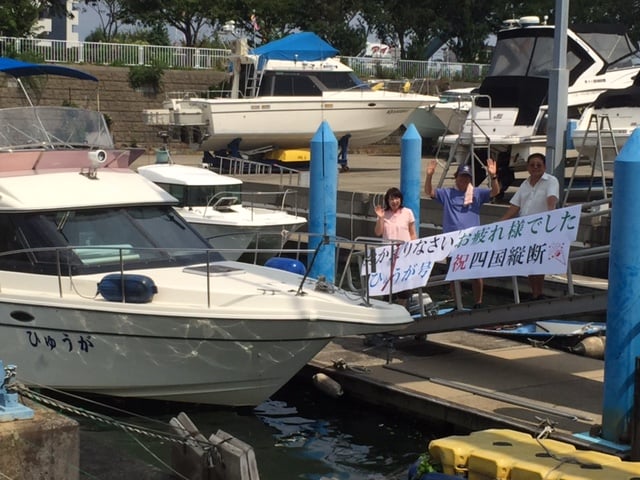 えりなさいお疲れ様でした
ひゅうが号 祝四国縦断
ひゅうが